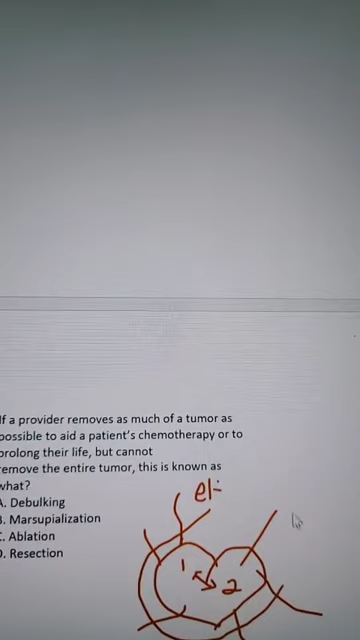 If a provider removes as much of a tumor as
possible to aid a patient's chemotherapy or to
prolong their life, but cannot
remove the entire tumor, this is known as
what?
A. Debulking
B. Marsupialization
C. Ablation
D. Resection
1
2